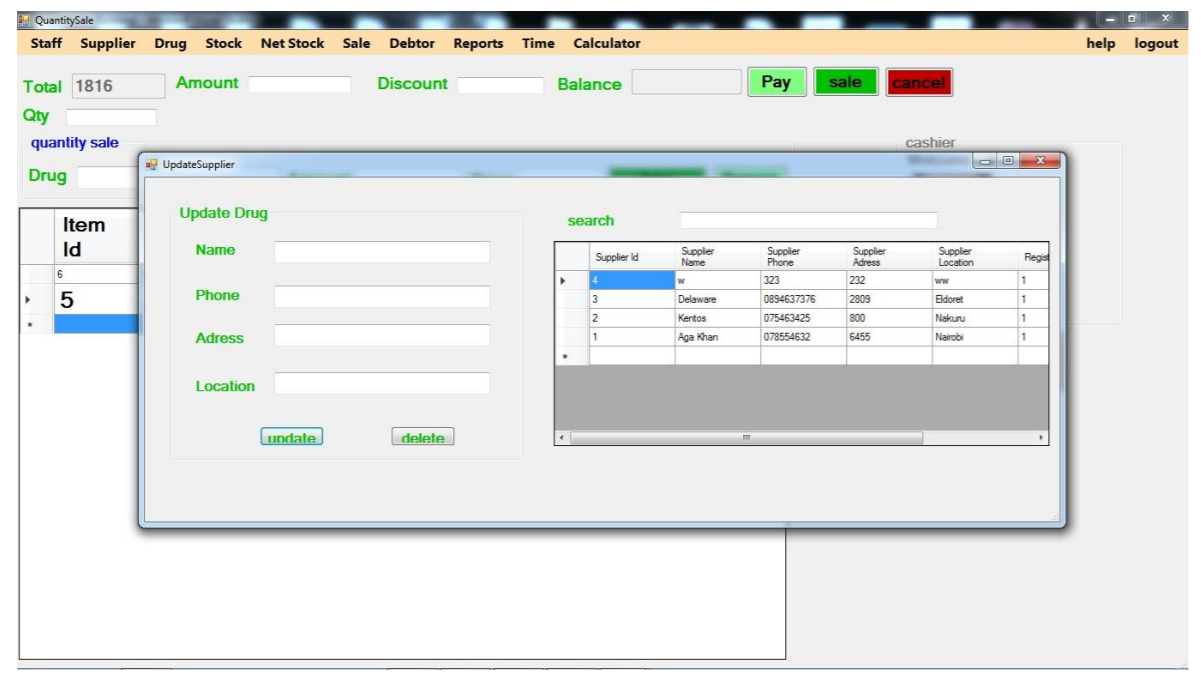 QuantitySale
Staff Supplier Drug Stock Net Stock Sale Debtor Reports Time Calculator help logout
Total 1816 Amount Discount Balance Pay sale cancel
Qty
quantity sale cashier
Drug
Item
Id
6
5
UpdateSupplier
Update Drug
Name
Phone
Adress
Location
update delete
search
Supplier Id Supplier Name Supplier Phone Supplier Adress Supplier Location Regist
4 w 323 232 ww 1
3 Delaware 0894637376 2809 Eldoret 1
2 Kentos 075463425 800 Nakuru 1
1 Aga Khan 078554632 6455 Nairobi 1